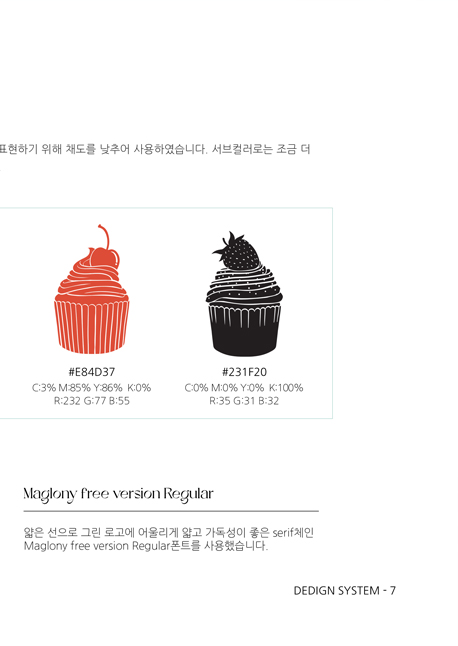 표현하기 위해 채도를 낮추어 사용하였습니다. 서브컬러로는 조금 더
#E84D37
C:3% M:85% Y:86% K:0%
R:232 G:77 B:55
#231F20
C:0% M:0% Y:0% K:100%
R:35 G:31 B:32
Maglony free version Regular
얇은 선으로 그린 로고에 어울리게 얇고 가독성이 좋은 serif체인
Maglony free version Regular폰트를 사용했습니다.
DEDIGN SYSTEM - 7